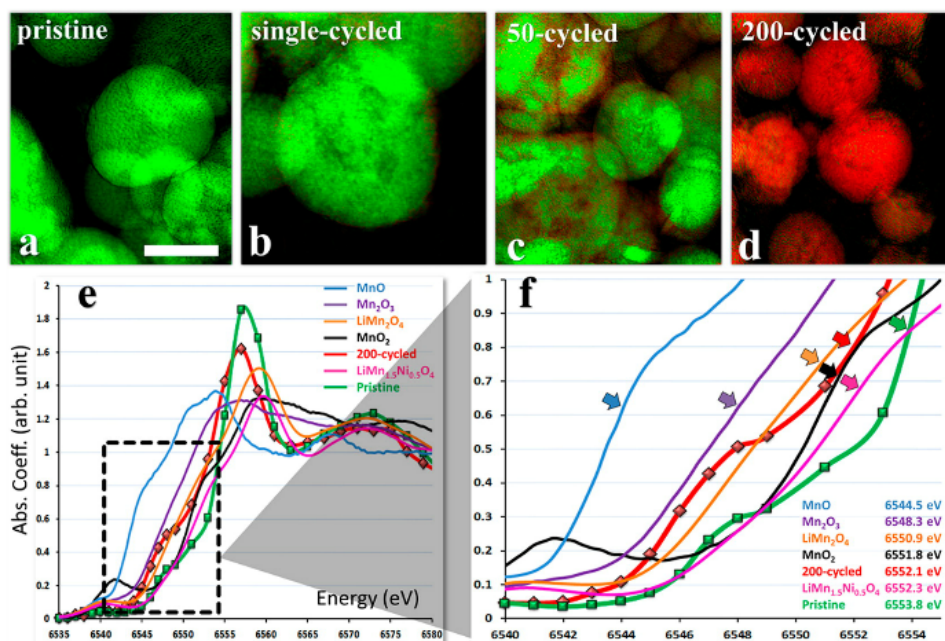 pristine
single-cycled
50-cycled
200-cycled
a
b
c
d
e
f
MnO
Mn₂O₃
LiMn₂O₄
MnO₂
200-cycled
LiMn₁.₅Ni₀.₅O₄
Pristine
Abs. Coeff. (arb. unit)
2
1.8
1.6
1.4
1.2
1
0.8
0.6
0.4
0.2
0
Energy (eV)
6535 6540 6545 6550 6555 6560 6565 6570 6575 6580
1
0.9
0.8
0.7
0.6
0.5
0.4
0.3
0.2
0.1
0
MnO 6544.5 eV
Mn₂O₃ 6548.3 eV
LiMn₂O₄ 6550.9 eV
MnO₂ 6551.8 eV
200-cycled 6552.1 eV
LiMn₁.₅Ni₀.₅O₄ 6552.3 eV
Pristine 6553.8 eV
6540 6542 6544 6546 6548 6550 6552 6554